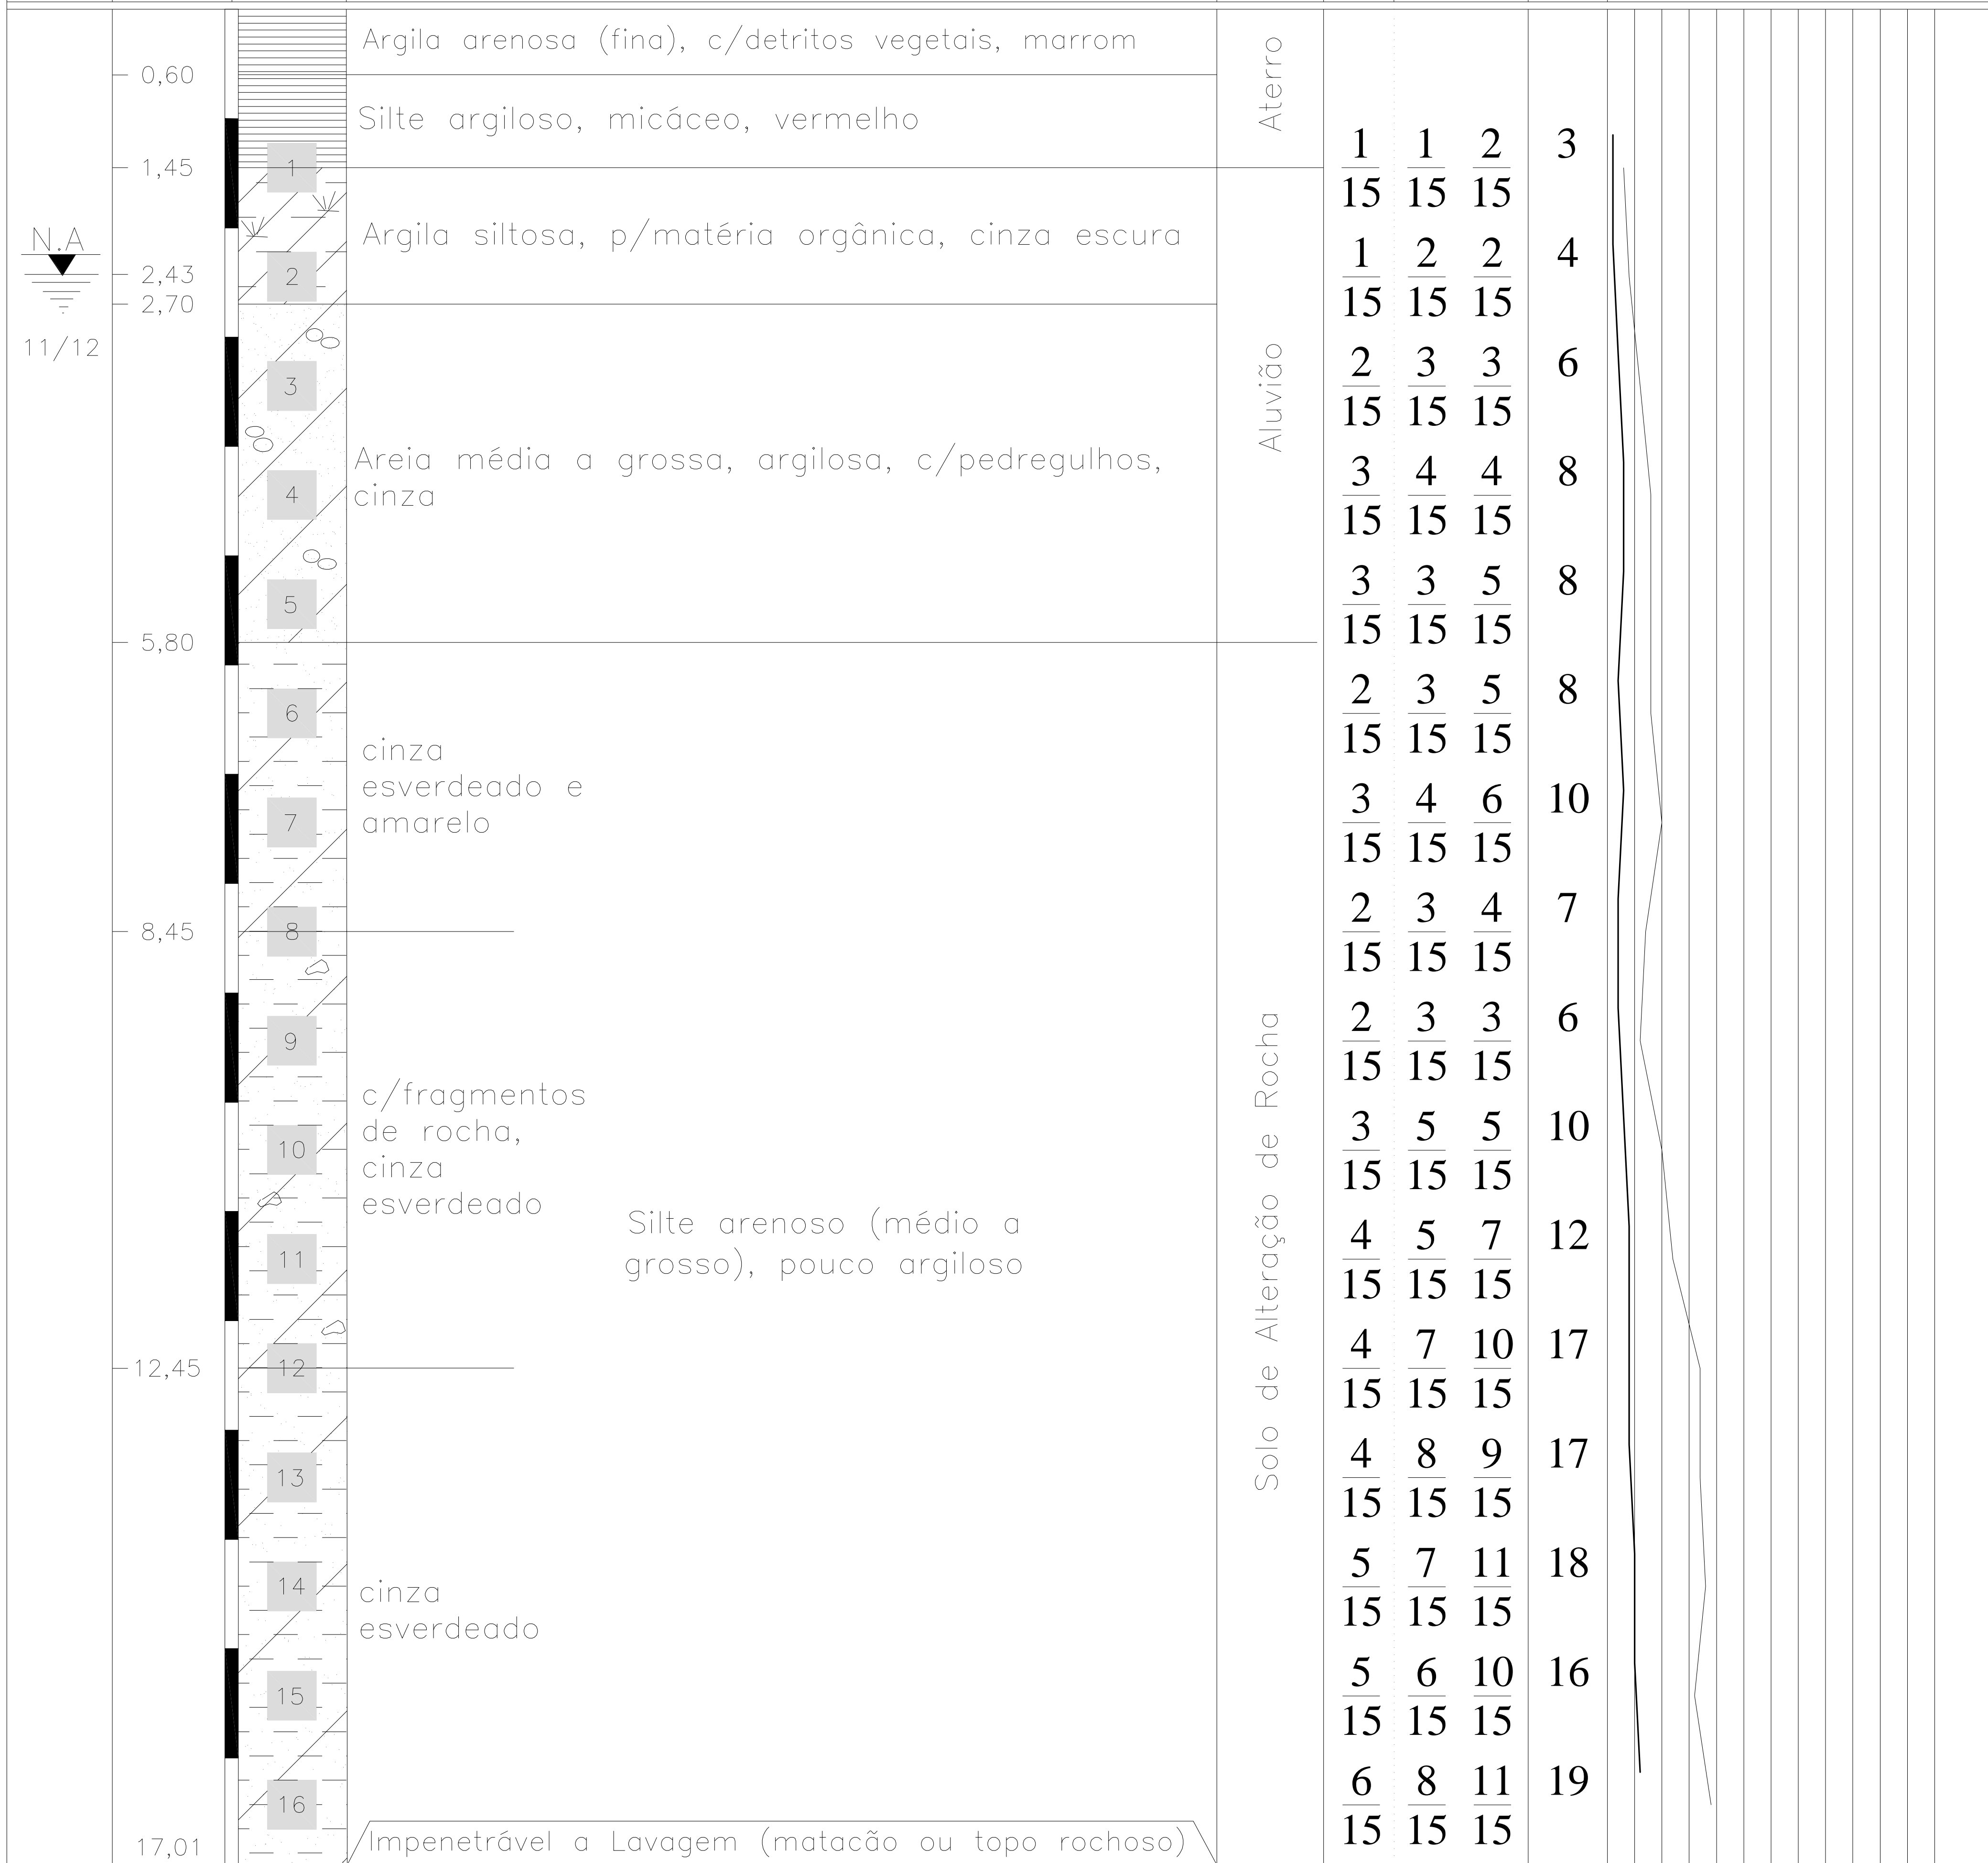 Argila arenosa (fina), c/detritos vegetais, marrom
Aterro
0,60
Silte argiloso, micáceo, vermelho
1 1 2 3
1,45
1
15 15 15
N.A
Argila siltosa, p/matéria orgânica, cinza escura
1 2 2 4
2,43
2
2,70
15 15 15
11/12
Aluvião
2 3 3 6
3
15 15 15
Areia média a grossa, argilosa, c/pedregulhos,
cinza
3 4 4 8
4
15 15 15
3 3 5 8
5
15 15 15
5,80
2 3 5 8
6
15 15 15
cinza
esverdeado e
amarelo
3 4 6 10
7
15 15 15
2 3 4 7
8,45
8
15 15 15
Solo de Alteração de Rocha
2 3 3 6
9
15 15 15
c/fragmentos
de rocha,
cinza
esverdeado
3 5 5 10
10
15 15 15
Silte arenoso (médio a
grosso), pouco argiloso
4 5 7 12
11
15 15 15
4 7 10 17
12,45
12
15 15 15
4 8 9 17
13
15 15 15
5 7 11 18
14
15 15 15
cinza
esverdeado
5 6 10 16
15
15 15 15
6 8 11 19
16
15 15 15
17,01
Impenetrável a Lavagem (matacão ou topo rochoso)